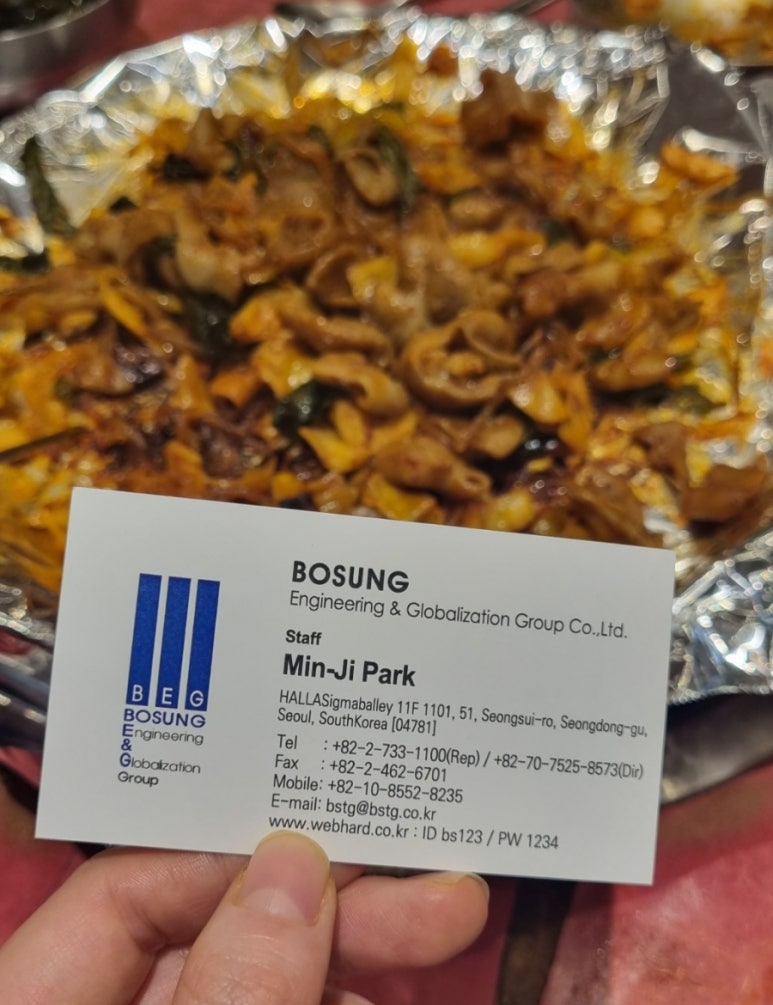 BEG
BOSUNG
Engineering
&
Globalization
Group
BOSUNG
Engineering & Globalization Group Co.,Ltd.
Staff
Min-Ji Park
HALLASigmaballey 11F 1101, 51, Seongsui-ro, Seongdong-gu,
Seoul, SouthKorea [04781]
Tel : +82-2-733-1100(Rep) / +82-70-7525-8573(Dir)
Fax : +82-2-462-6701
Mobile: +82-10-8552-8235
E-mail: bstg@bstg.co.kr
www.webhard.co.kr : ID bs123 / PW 1234